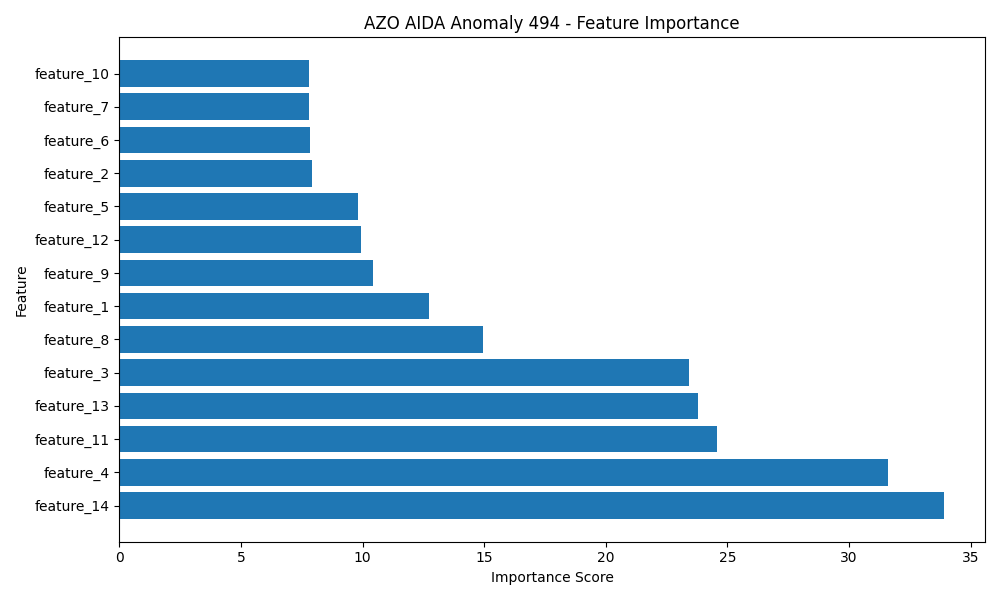 AZO AIDA Anomaly 494 - Feature Importance
feature_10
feature_7
feature_6
feature_2
feature_5
feature_12
feature_9
feature_1
feature_8
feature_3
feature_13
feature_11
feature_4
feature_14
Feature
0 5 10 15 20 25 30 35
Importance Score